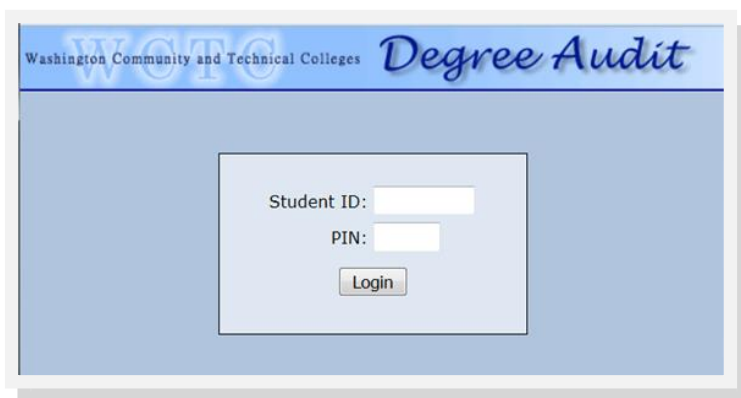 WCTC
Washington Community and Technical Colleges Degree Audit
Student ID:
PIN:
Login